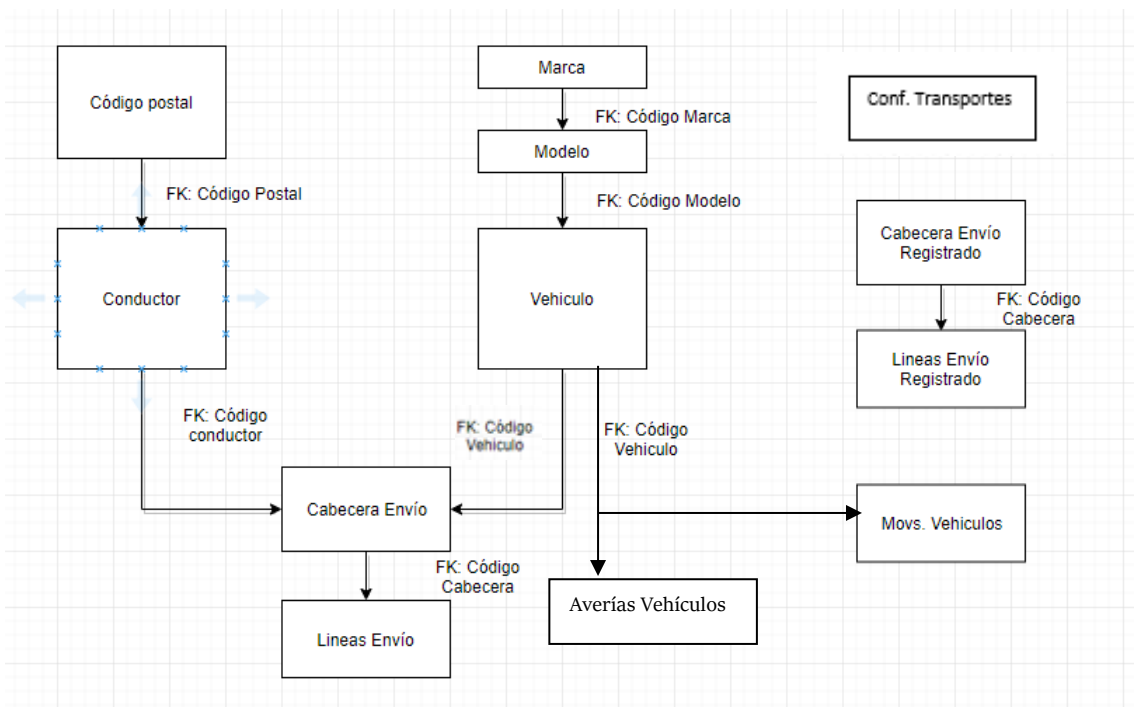 Código postal
FK: Código Postal
Conductor
FK: Código
conductor
Marca
FK: Código Marca
Modelo
FK: Código Modelo
Vehiculo
FK: Código
Vehiculo
FK: Código
Vehiculo
Cabecera Envío
FK: Código
Cabecera
Lineas Envío
Averías Vehículos
Conf. Transportes
Cabecera Envío
Registrado
FK: Código
Cabecera
Lineas Envío
Registrado
Movs. Vehiculos